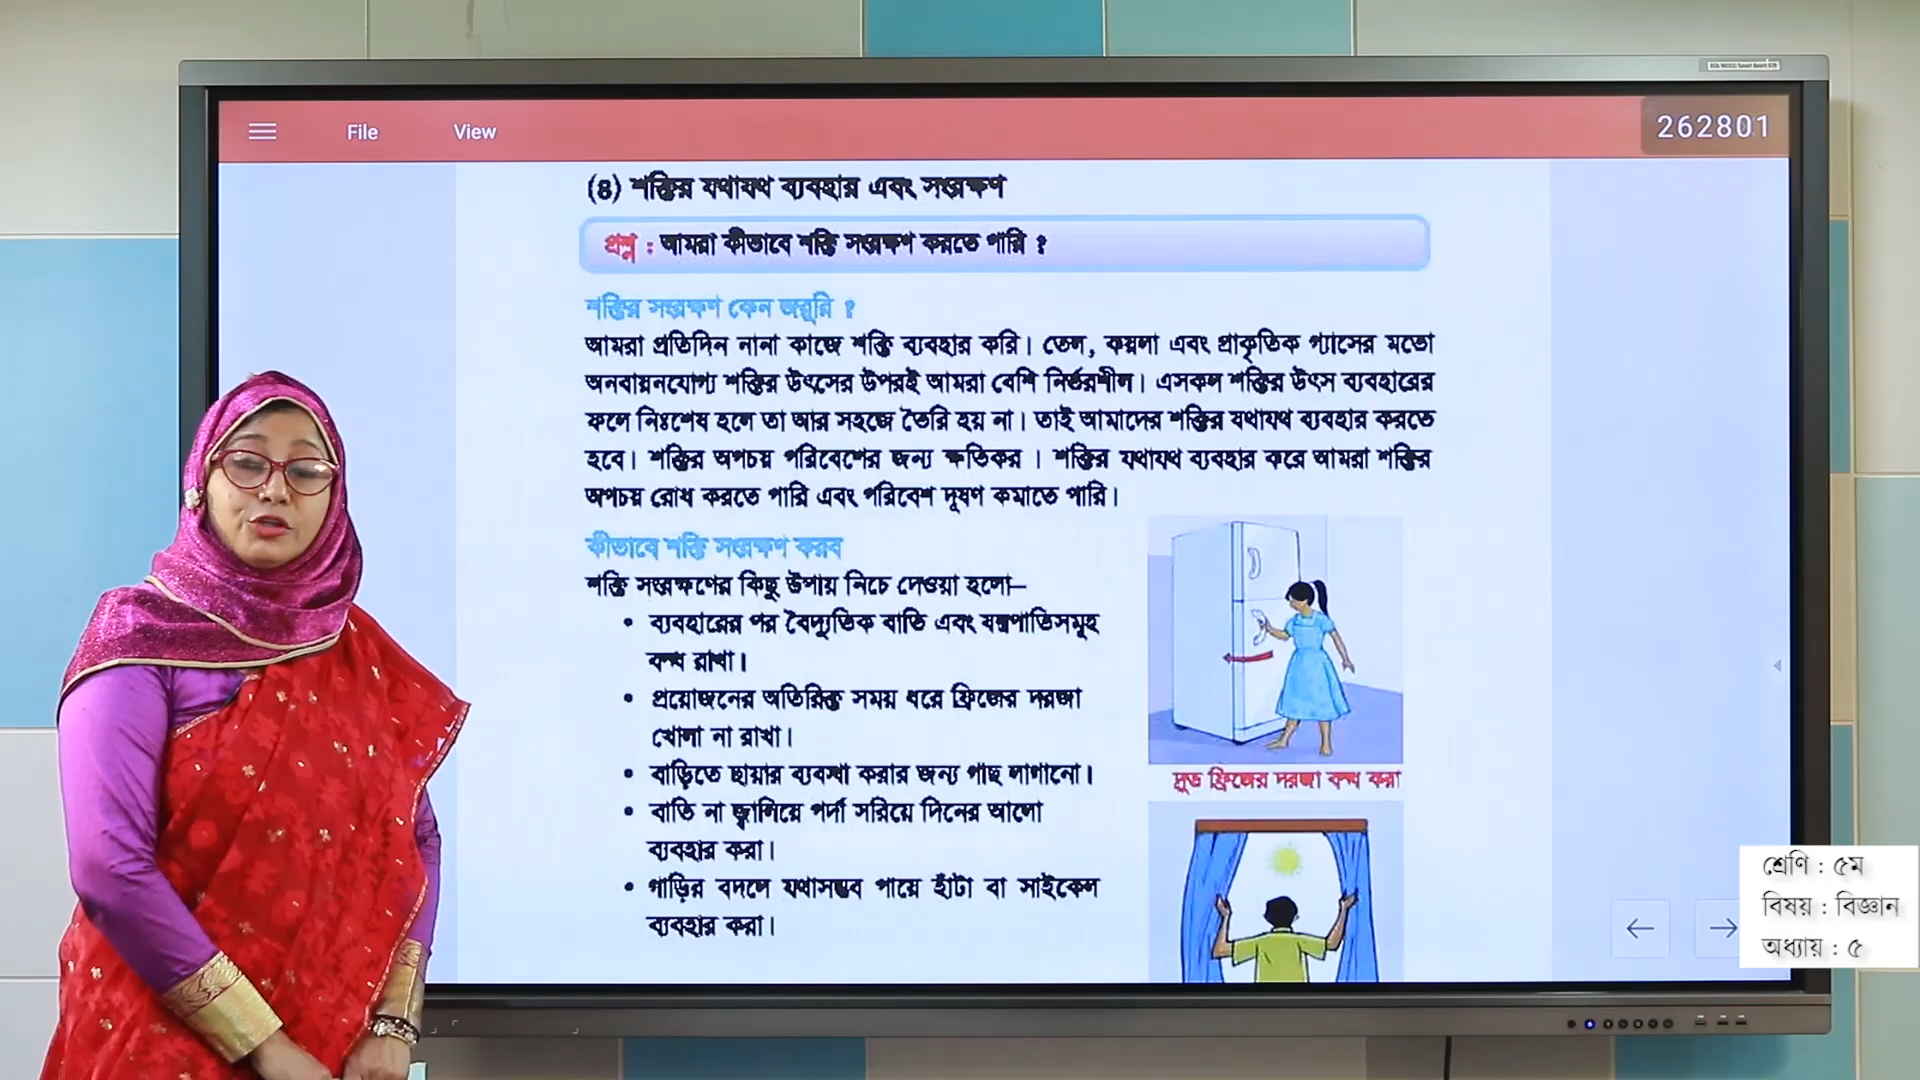 File
View
262801
(৪) শক্তির যথাযথ ব্যবহার এবং সংরক্ষণ
প্রশ্ন : আমরা কীভাবে শক্তি সংরক্ষণ করতে পারি ?
শক্তির সংরক্ষণ কেন জরুরি ?
আমরা প্রতিদিন নানা কাজে শক্তি ব্যবহার করি। তেল, কয়লা এবং প্রাকৃতিক গ্যাসের মতো
অনবায়নযোগ্য শক্তির উৎসের উপরই আমরা বেশি নির্ভরশীল। এসকল শক্তির উৎস ব্যবহারের
ফলে নিঃশেষ হলে তা আর সহজে তৈরি হয় না। তাই আমাদের শক্তির যথাযথ ব্যবহার করতে
হবে। শক্তির অপচয় পরিবেশের জন্য ক্ষতিকর । শক্তির যথাযথ ব্যবহার করে আমরা শক্তির
অপচয় রোধ করতে পারি এবং পরিবেশ দূষণ কমাতে পারি।
কীভাবে শক্তি সংরক্ষণ করব
শক্তি সংরক্ষণের কিছু উপায় নিচে দেওয়া হলো–
• ব্যবহারের পর বৈদ্যুতিক বাতি এবং যন্ত্রপাতিসমূহ
বন্ধ রাখা।
• প্রয়োজনের অতিরিক্ত সময় ধরে ফ্রিজের দরজা
খোলা না রাখা।
• বাড়িতে ছায়ার ব্যবস্থা করার জন্য গাছ লাগানো।
• বাতি না জ্বালিয়ে পর্দা সরিয়ে দিনের আলো
ব্যবহার করা।
• গাড়ির বদলে যথাসম্ভব পায়ে হাঁটা বা সাইকেল
ব্যবহার করা।
দ্রুত ফ্রিজের দরজা বন্ধ করা
শ্রেণি : ৫ম
বিষয় : বিজ্ঞান
অধ্যায় : ৫